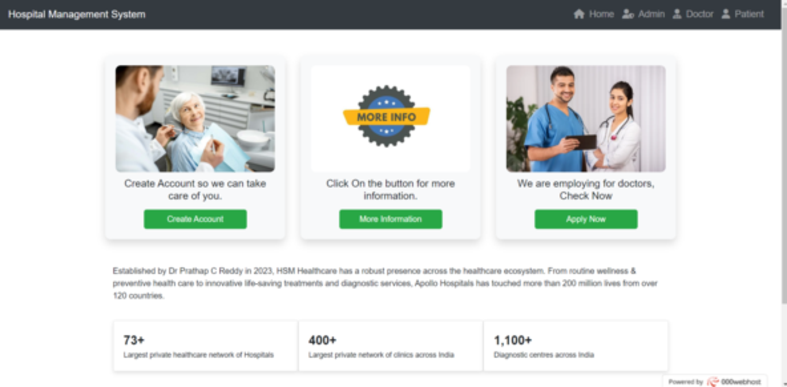 Hospital Management System
Home Admin Doctor Patient
MORE INFO
Create Account so we can take
care of you.
Create Account
Click On the button for more
information.
More Information
We are employing for doctors,
Check Now
Apply Now
Established by Dr Prathap C Reddy in 2023, HSM Healthcare has a robust presence across the healthcare ecosystem. From routine wellness &
preventive health care to innovative life-saving treatments and diagnostic services, Apollo Hospitals has touched more than 200 million lives from over
120 countries.
73+
Largest private healthcare network of Hospitals
400+
Largest private network of clinics across India
1,100+
Diagnostic centres across India
Powered by 000webhost